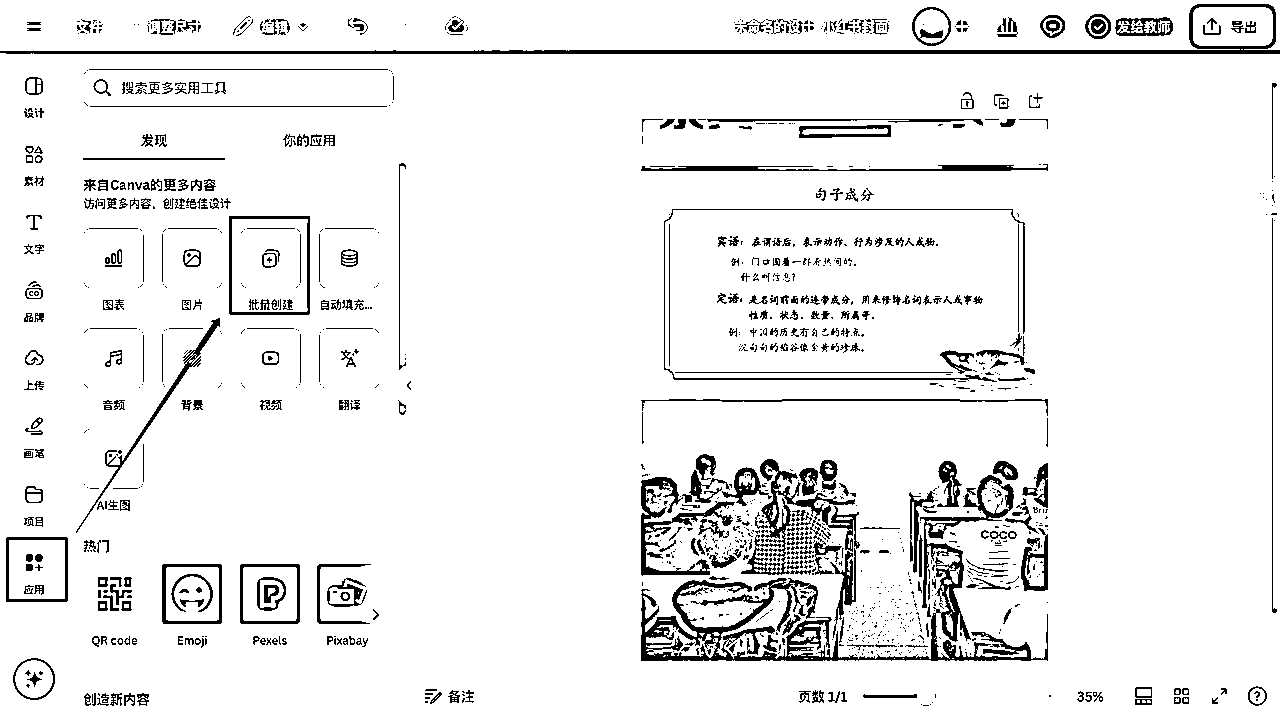 文件
调整尺寸
编辑
未命名的设计 - 小红书封面
发给教师
导出
设计
素材
文字
品牌
上传
画笔
项目
应用
搜索更多实用工具
发现
你的应用
来自Canva的更多内容
访问更多内容，创建绝佳设计
图表
图片
批量创建
自动填充...
音频
背景
视频
翻译
AI生图
热门
QR code
Emoji
Pexels
Pixabay
创造新内容
句子成分
宾语：在谓语后，表示动作、行为涉及的人或物。
例：门口围着一群看热闹的。
什么叫信息？
定语：是名词前面的连带成分，用来修饰名词表示人或事物
性质、状态、数量、所属等。
例：中国的历史有自己的特点。
沉甸甸的稻谷像金黄的珍珠。
COCO
备注
页数 1/1
35%